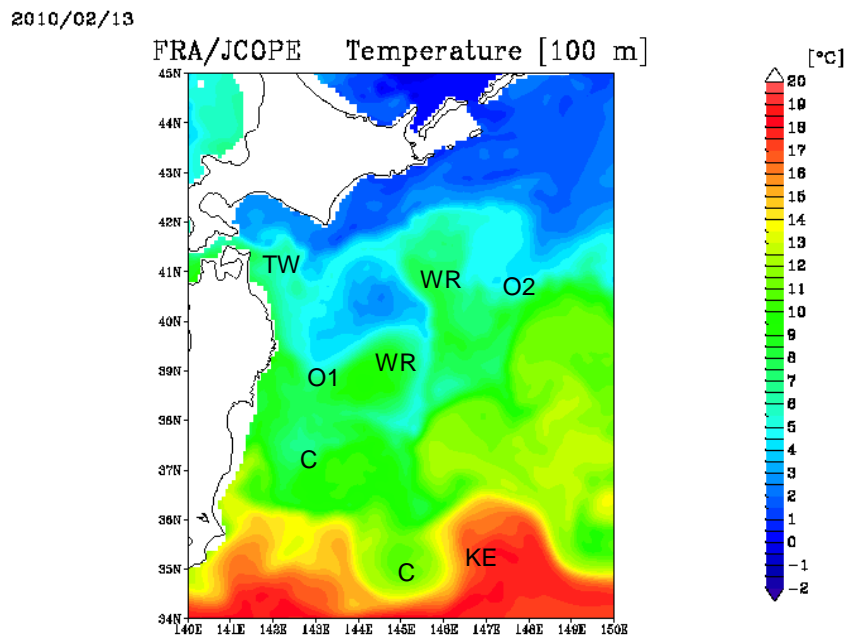 2010/02/13
FRA/JCOPE Temperature [100 m]
[°C]
45N
44N
43N
42N
41N
40N
39N
38N
37N
36N
35N
34N
140E 141E 142E 143E 144E 145E 146E 147E 148E 149E 150E
TW
WR
O2
WR
O1
C
KE
C
20
19
18
17
16
15
14
13
12
11
10
9
8
7
6
5
4
3
2
1
0
-1
-2